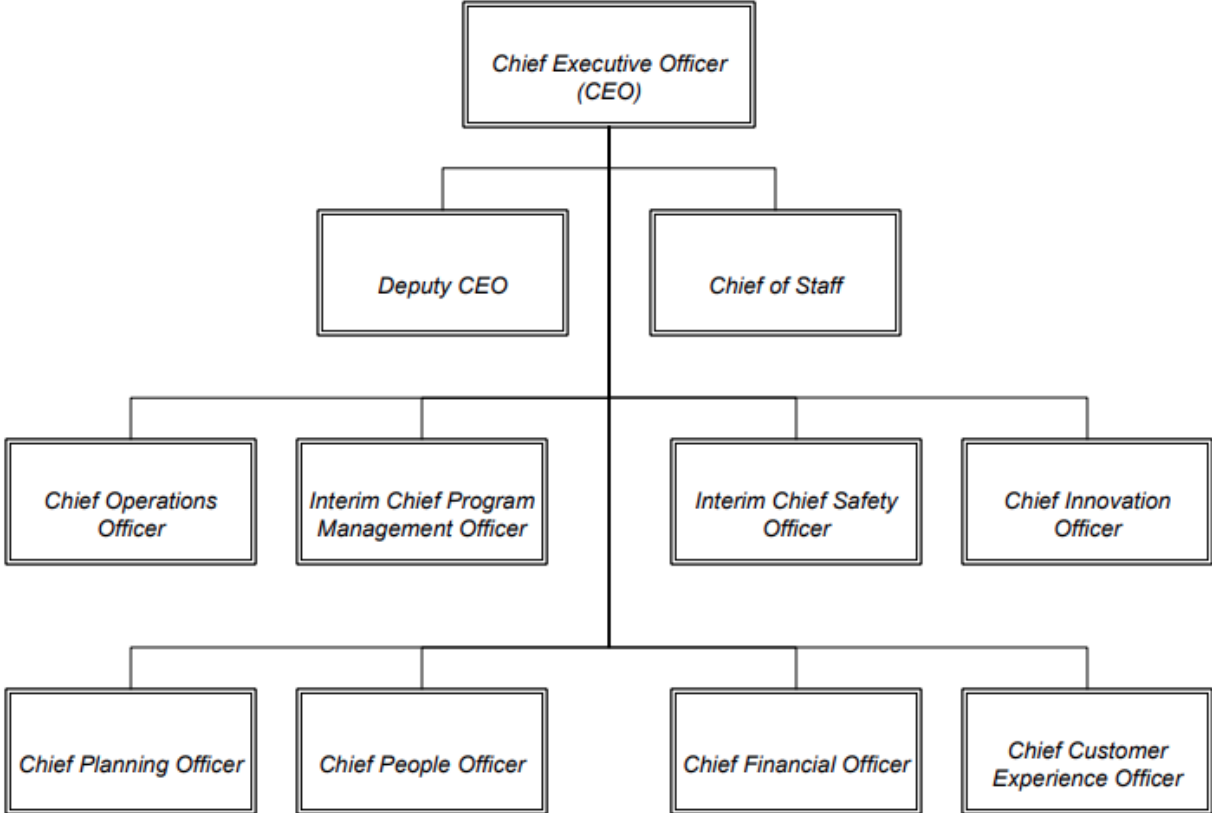 Chief Executive Officer
(CEO)
Deputy CEO
Chief of Staff
Chief Operations
Officer
Interim Chief Program
Management Officer
Interim Chief Safety
Officer
Chief Innovation
Officer
Chief Planning Officer
Chief People Officer
Chief Financial Officer
Chief Customer
Experience Officer